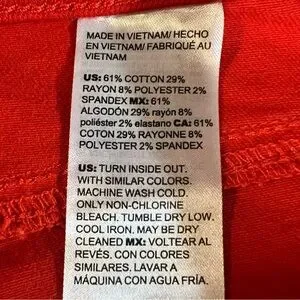 MADE IN VIETNAM/ HECHO
EN VIETNAM/ FABRIQUÉ AU
VIETNAM
US: 61% COTTON 29%
RAYON 8% POLYESTER 2%
SPANDEX MX: 61%
ALGODÓN 29% rayón 8%
poliéster 2% elastano CA: 61%
COTON 29% RAYONNE 8%
POLYESTER 2% SPANDEX
US: TURN INSIDE OUT.
WITH SIMILAR COLORS.
MACHINE WASH COLD.
ONLY NON-CHLORINE
BLEACH. TUMBLE DRY LOW.
COOL IRON. MAY BE DRY
CLEANED MX: VOLTEAR AL
REVÉS. CON COLORES
SIMILARES. LAVAR A
MÁQUINA CON AGUA FRÍA.